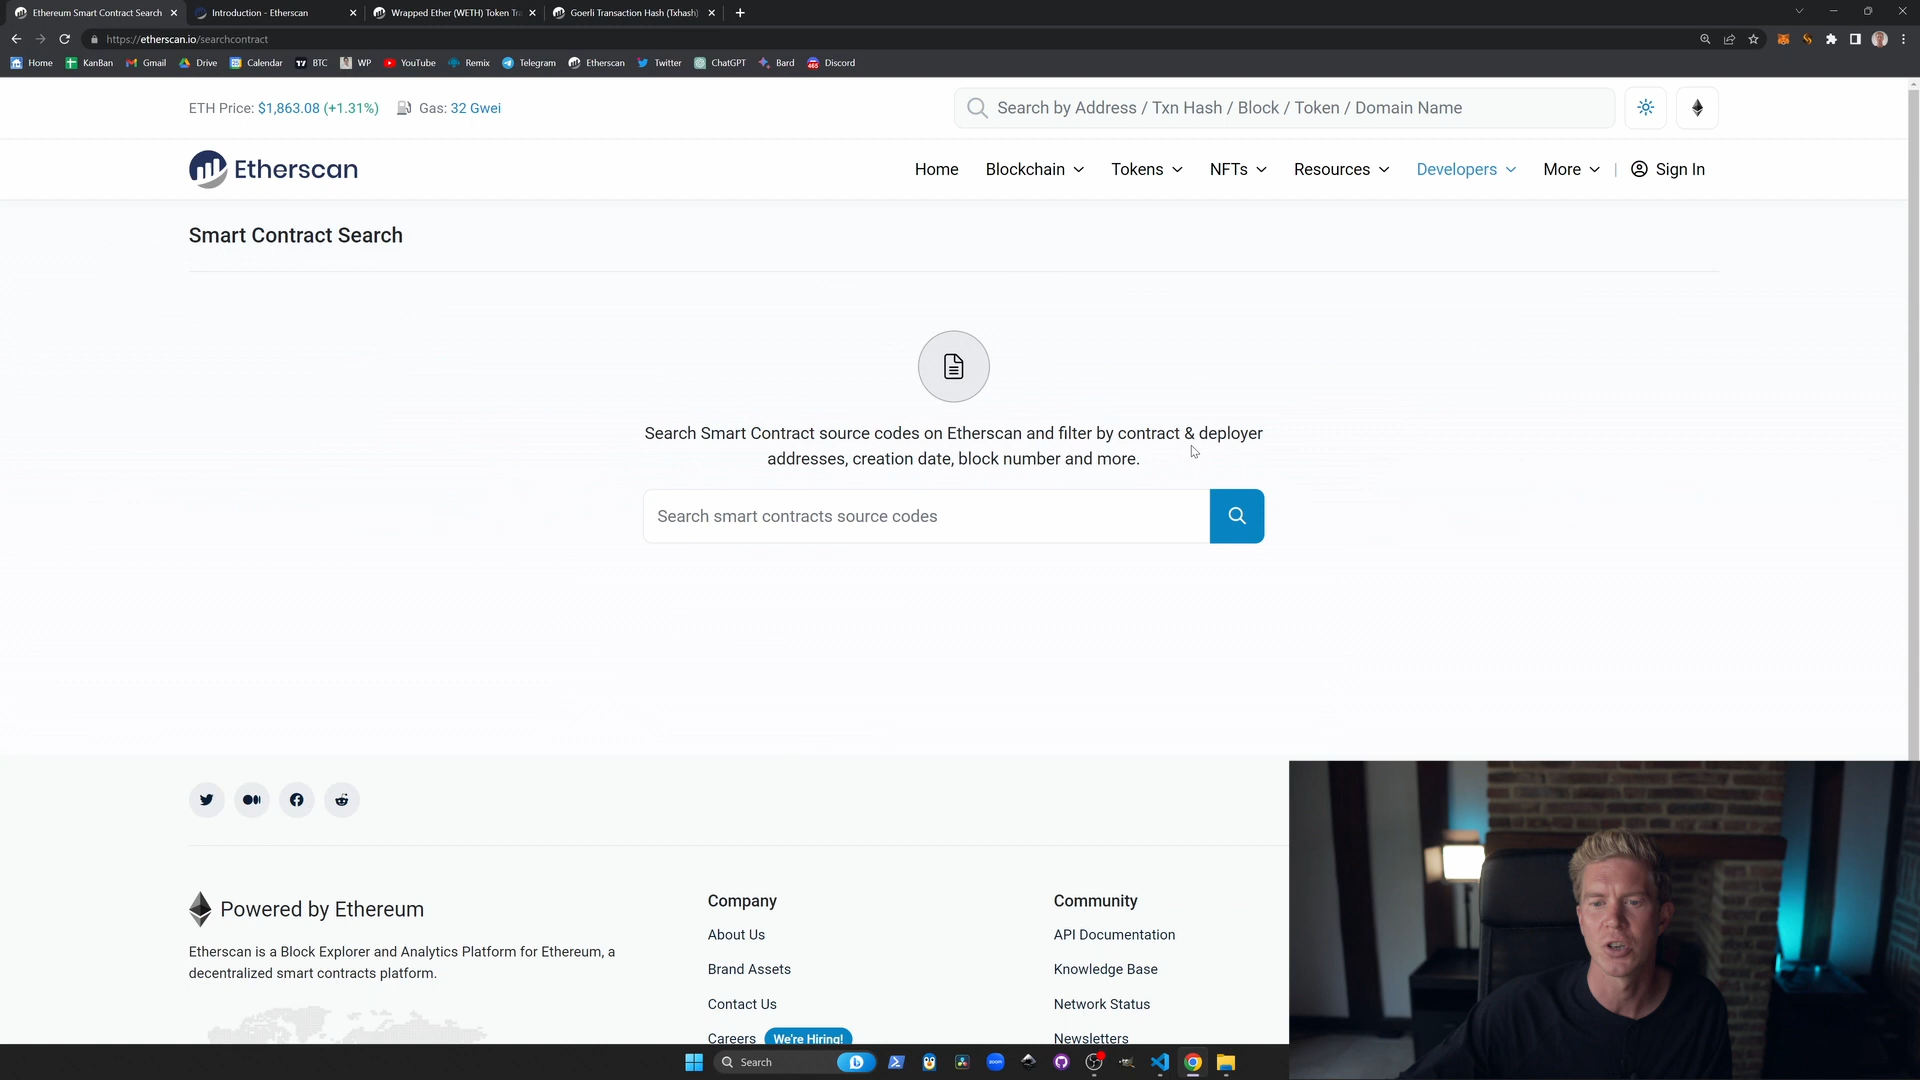 Ethereum Smart Contract Search
Introduction - Etherscan
Wrapped Ether (WETH) Token Tr
Goerli Transaction Hash (Txhash)
https://etherscan.io/searchcontract
Home KanBan Gmail Drive Calendar BTC WP YouTube Remix Telegram Etherscan Twitter ChatGPT Bard Discord
ETH Price: $1,863.08 (+1.31%) Gas: 32 Gwei
Search by Address / Txn Hash / Block / Token / Domain Name
Etherscan
Home Blockchain Tokens NFTs Resources Developers More | Sign In
Smart Contract Search
Search Smart Contract source codes on Etherscan and filter by contract & deployer
addresses, creation date, block number and more.
Search smart contracts source codes
Powered by Ethereum
Etherscan is a Block Explorer and Analytics Platform for Ethereum, a
decentralized smart contracts platform.
Company
About Us
Brand Assets
Contact Us
Careers We're Hiring!
Community
API Documentation
Knowledge Base
Network Status
Newsletters
Search
zoom